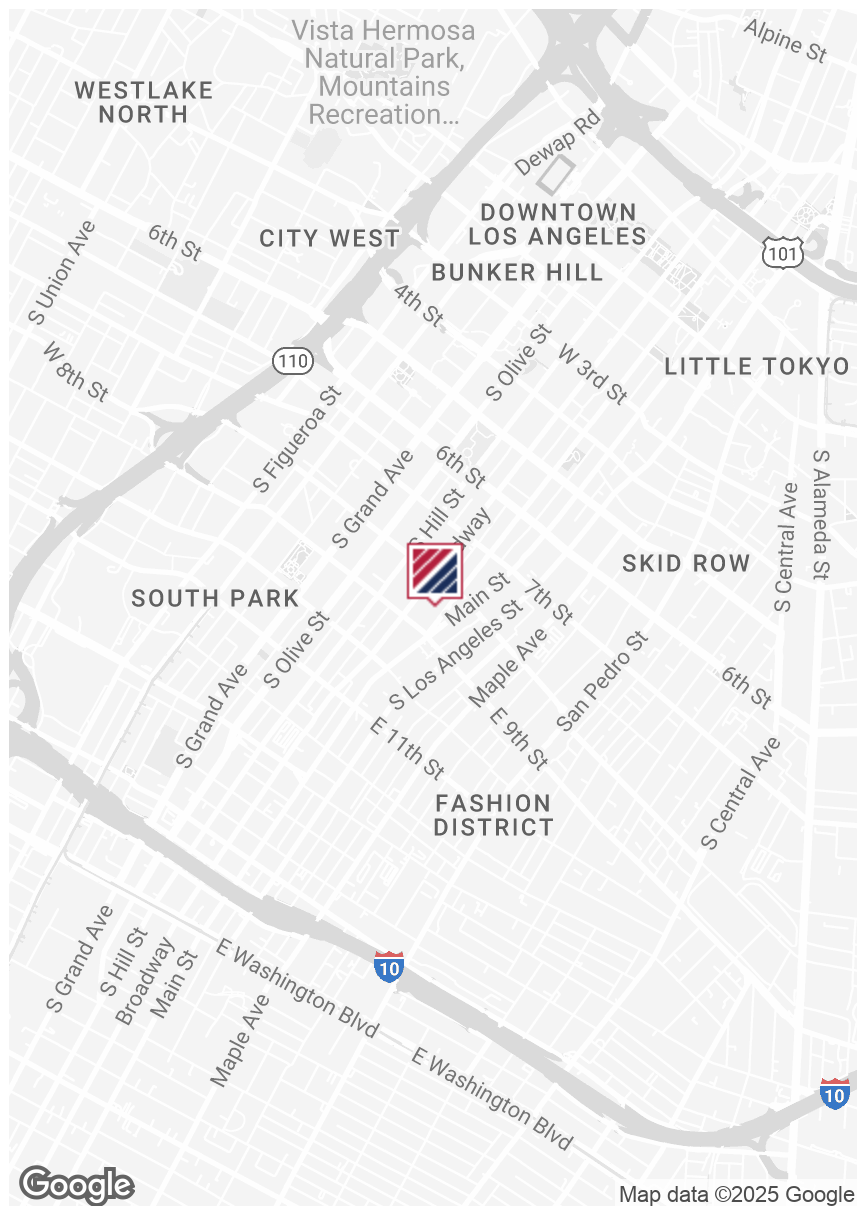 Vista Hermosa
Natural Park,
Mountains
Recreation...
Alpine St
WESTLAKE
NORTH
Dewap Rd
DOWNTOWN
LOS ANGELES
6th St
CITY WEST
101
S Union Ave
BUNKER HILL
4th St
W 8th St
110
S Olive St
W 3rd St
LITTLE TOKYO
S Figueroa St
S Grand Ave
6th St
S Hill St
S Alameda St
S Central Ave
SKID ROW
SOUTH PARK
Main St
7th St
S Olive St
S Los Angeles St
Maple Ave
San Pedro St
6th St
S Grand Ave
E 9th St
E 11th St
S Central Ave
FASHION
DISTRICT
S Grand Ave
S Hill St
Broadway
Main St
E Washington Blvd
10
Maple Ave
E Washington Blvd
10
Google
Map data ©2025 Google